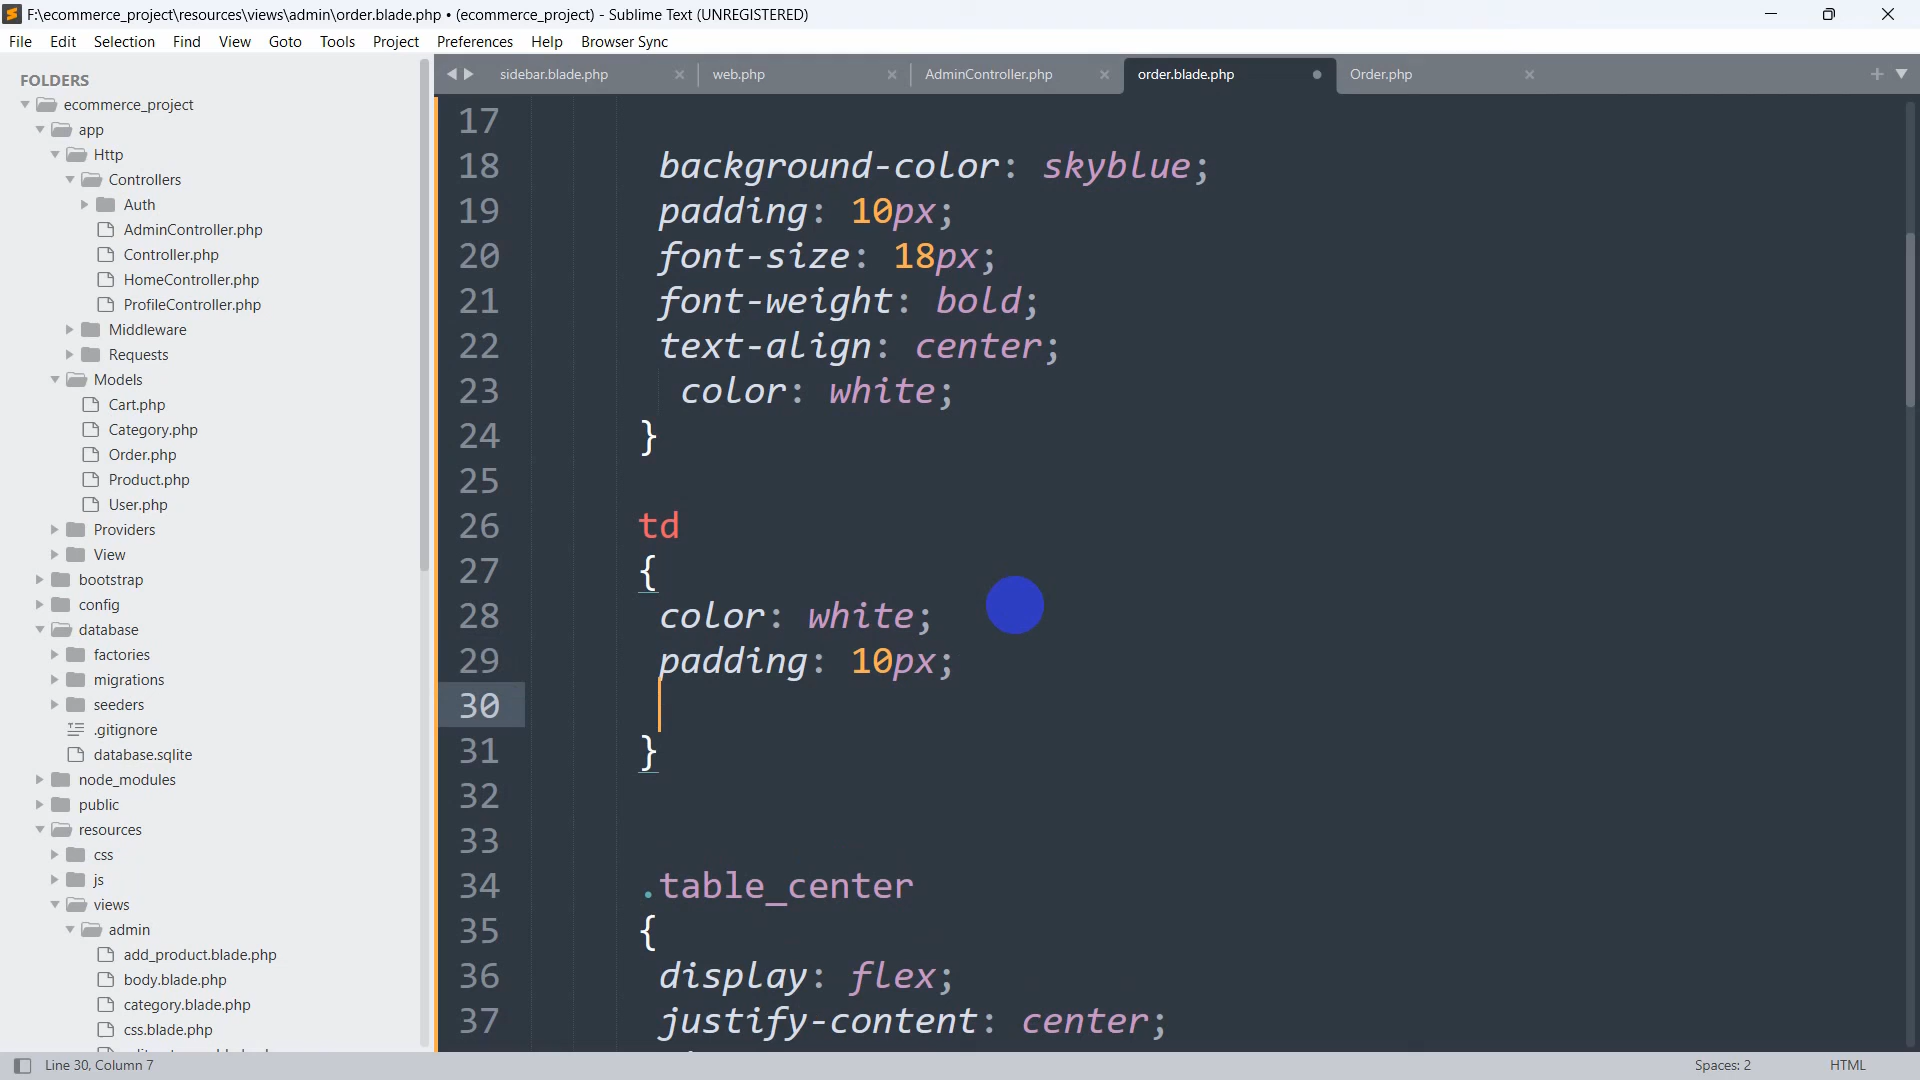 F:\ecommerce_project\resources\views\admin\order.blade.php • (ecommerce_project) - Sublime Text (UNREGISTERED)
File Edit Selection Find View Goto Tools Project Preferences Help Browser Sync
FOLDERS
ecommerce_project
app
Http
Controllers
Auth
AdminController.php
Controller.php
HomeController.php
ProfileController.php
Middleware
Requests
Models
Cart.php
Category.php
Order.php
Product.php
User.php
Providers
View
bootstrap
config
database
factories
migrations
seeders
.gitignore
database.sqlite
node_modules
public
resources
css
js
views
admin
add_product.blade.php
body.blade.php
category.blade.php
css.blade.php
sidebar.blade.php web.php AdminController.php order.blade.php Order.php
17
18 background-color: skyblue;
19 padding: 10px;
20 font-size: 18px;
21 font-weight: bold;
22 text-align: center;
23 color: white;
24 }
25
26 td
27 {
28 color: white;
29 padding: 10px;
30
31 }
32
33
34 .table_center
35 {
36 display: flex;
37 justify-content: center;
Line 30, Column 7 Spaces: 2 HTML